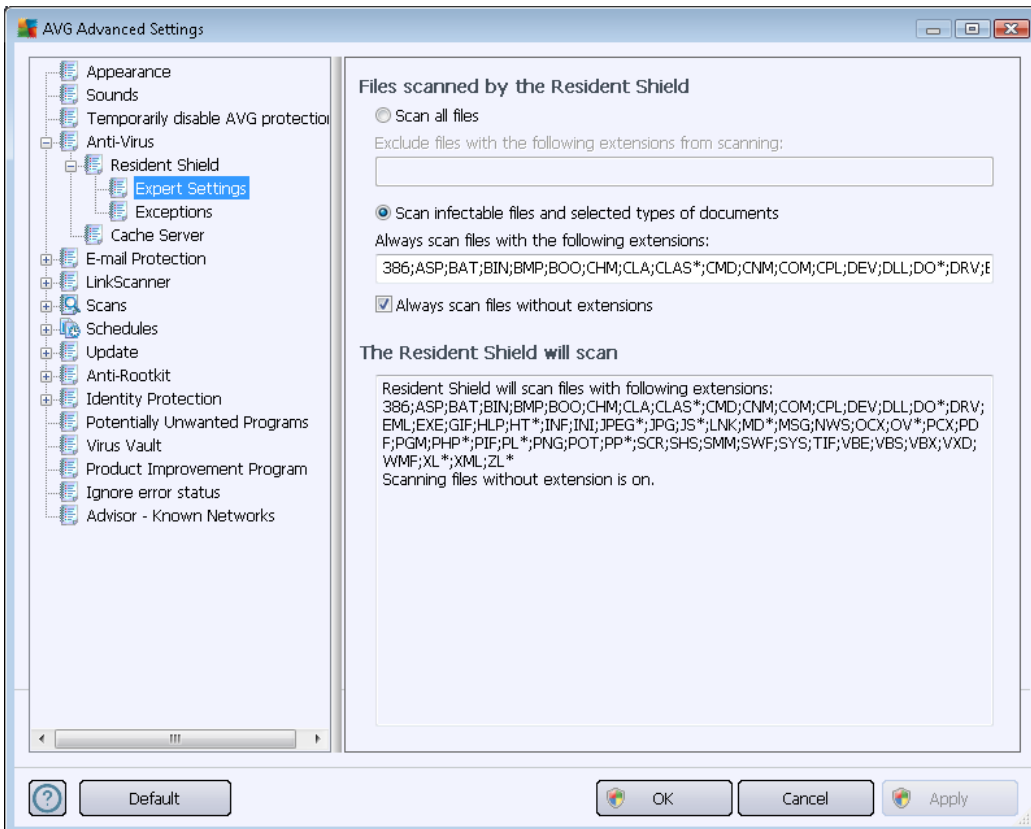 AVG Advanced Settings
Appearance
Sounds
Temporarily disable AVG protection
Anti-Virus
Resident Shield
Expert Settings
Exceptions
Cache Server
E-mail Protection
LinkScanner
Scans
Schedules
Update
Anti-Rootkit
Identity Protection
Potentially Unwanted Programs
Virus Vault
Product Improvement Program
Ignore error status
Advisor - Known Networks
Files scanned by the Resident Shield
Scan all files
Exclude files with the following extensions from scanning:
Scan infectable files and selected types of documents
Always scan files with the following extensions:
386;ASP;BAT;BIN;BMP;BOO;CHM;CLA;CLAS*;CMD;CNM;COM;CPL;DEV;DLL;DO*;DRV;E
Always scan files without extensions
The Resident Shield will scan
Resident Shield will scan files with following extensions:
386;ASP;BAT;BIN;BMP;BOO;CHM;CLA;CLAS*;CMD;CNM;COM;CPL;DEV;DLL;DO*;DRV;
EML;EXE;GIF;HLP;HT*;INF;INI;JPEG*;JPG;JS*;LNK;MD*;MSG;NWS;OCX;OV*;PCX;PD
F;PGM;PHP*;PIF;PL*;PNG;POT;PP*;SCR;SHS;SMM;SWF;SYS;TIF;VBE;VBS;VBX;VXD;
WMF;XL*;XML;ZL*
Scanning files without extension is on.
?
Default
OK
Cancel
Apply